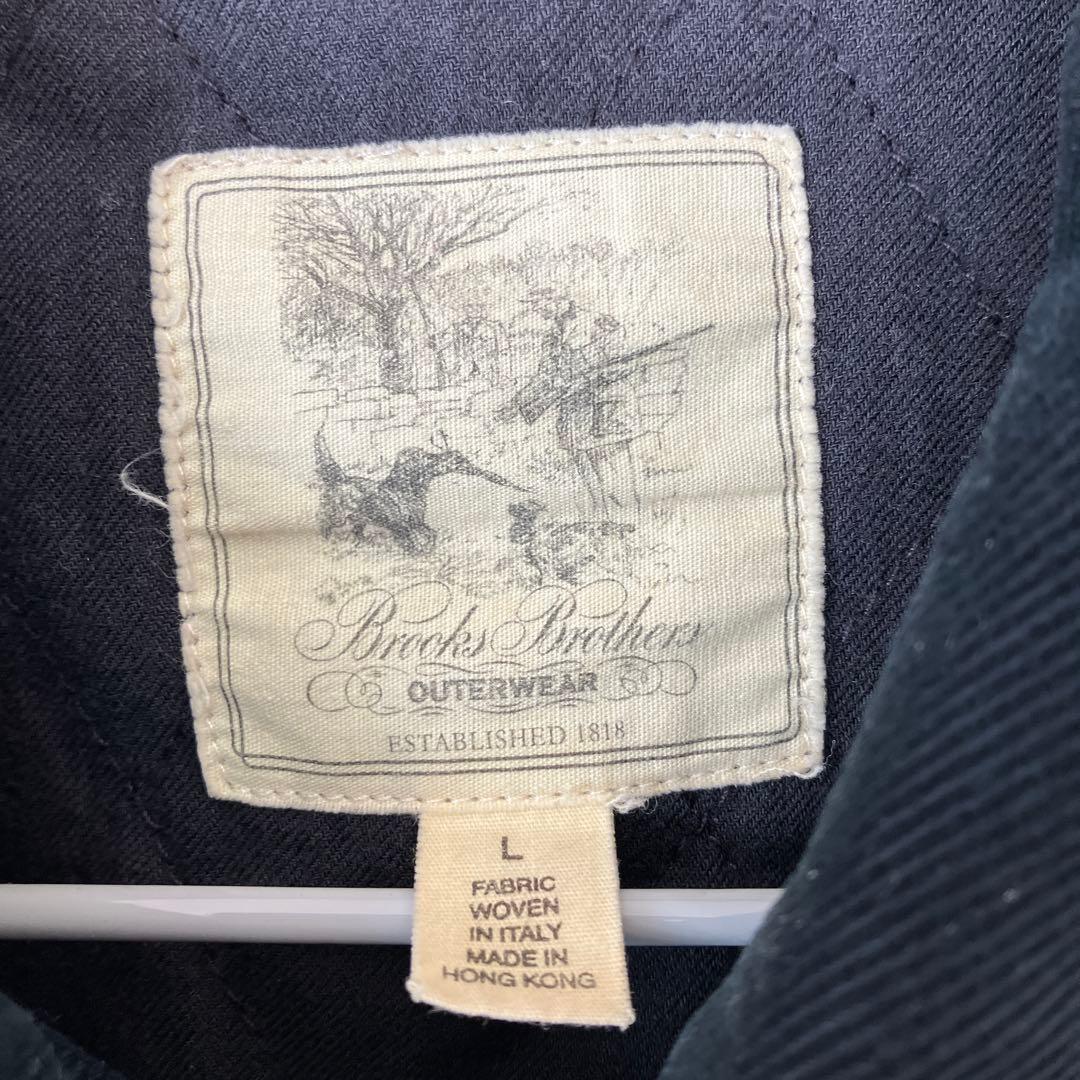 Brooks Brothers
OUTERWEAR
ESTABLISHED 1818
L
FABRIC
WOVEN
IN ITALY
MADE IN
HONG KONG